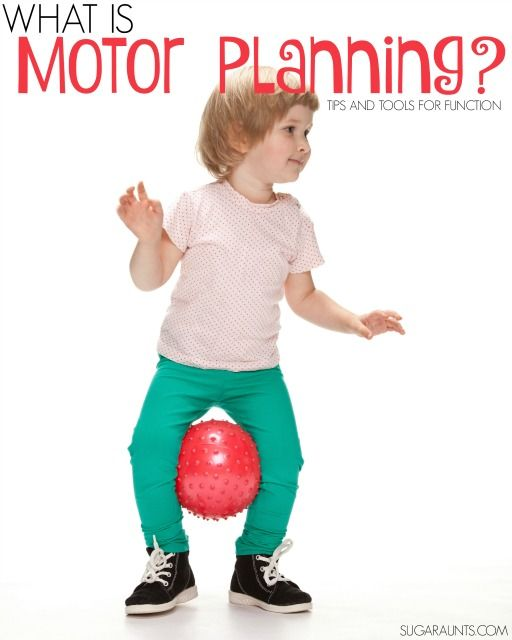 WHAT IS
MOTOR PLANNING?
TIPS AND TOOLS FOR FUNCTION
SUGARAUNTS.COM